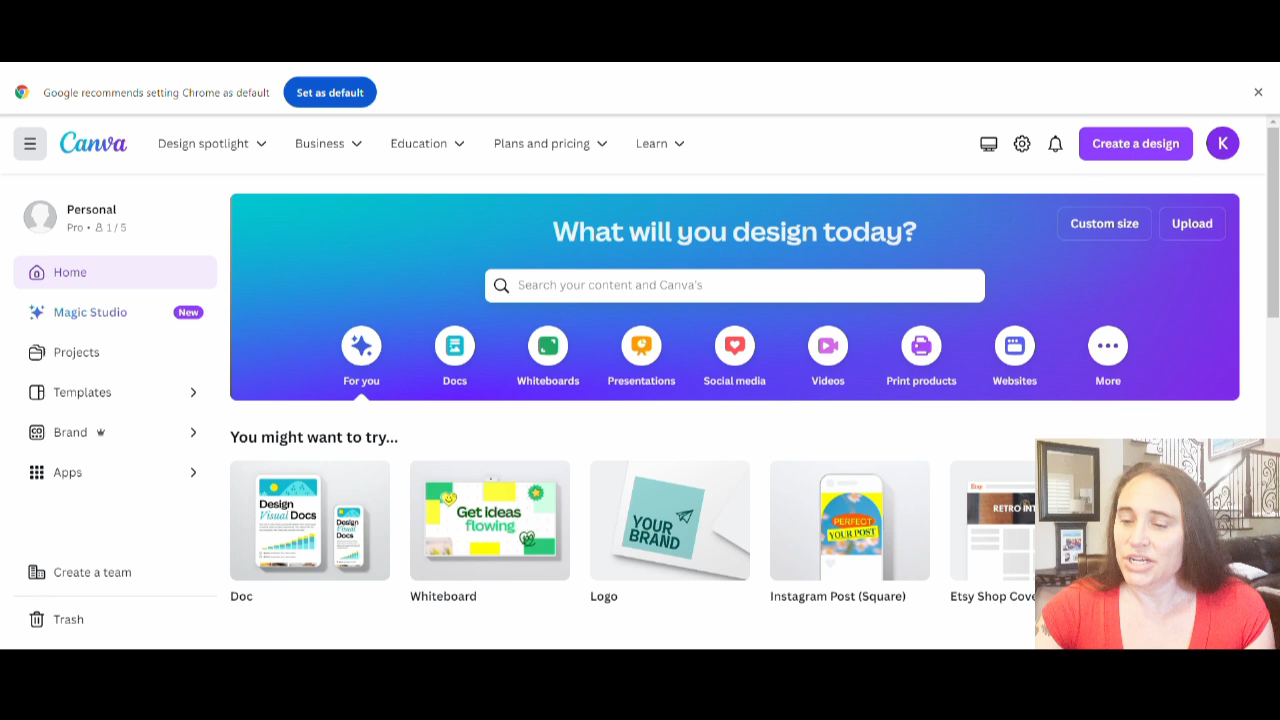 Google recommends setting Chrome as default
Set as default
Canva
Design spotlight
Business
Education
Plans and pricing
Learn
Create a design
K
Personal
Pro • 1/5
Home
Magic Studio
New
Projects
Templates
Brand
Apps
Create a team
Trash
What will you design today?
Custom size
Upload
Search your content and Canva's
For you
Docs
Whiteboards
Presentations
Social media
Videos
Print products
Websites
More
You might want to try...
Design
Visual Docs
Design
Visual
Docs
Get ideas
flowing
YOUR
BRAND
PERFECT
YOUR POST
Etsy
RETRO INT
Doc
Whiteboard
Logo
Instagram Post (Square)
Etsy Shop Cove